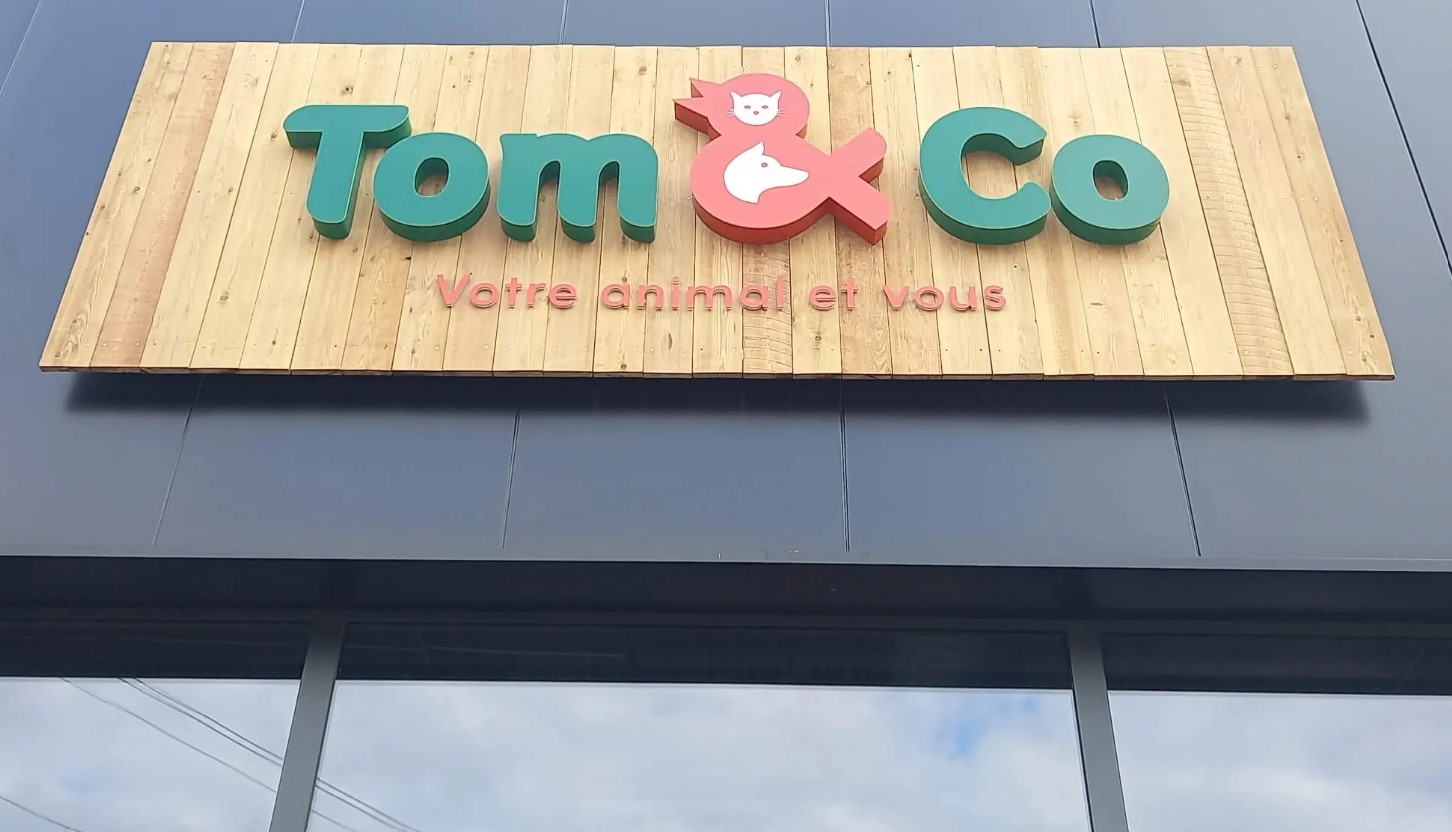 Tom & Co
Votre animal et vous